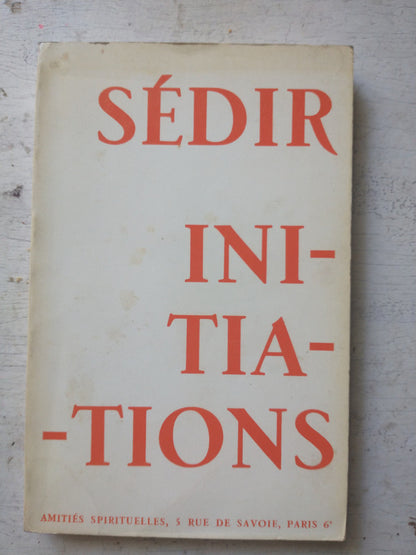 SÉDIR
INI-
TIA-
-TIONS
AMITIÉS SPIRITUELLES, 5 RUE DE SAVOIE, PARIS 6e